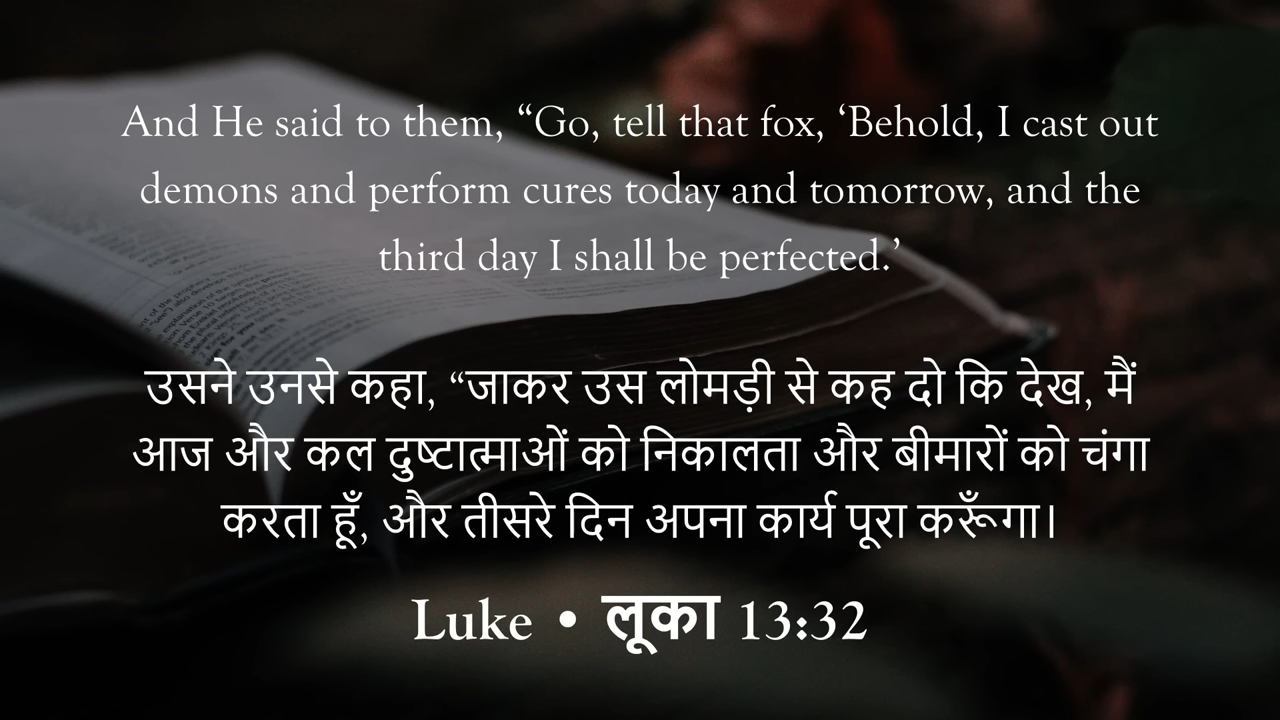 And He said to them, “Go, tell that fox, ‘Behold, I cast out
demons and perform cures today and tomorrow, and the
third day I shall be perfected.’
उसने उनसे कहा, “जाकर उस लोमड़ी से कह दो कि देख, मैं
आज और कल दुष्टात्माओं को निकालता और बीमारों को चंगा
करता हूँ, और तीसरे दिन अपना कार्य पूरा करूँगा।
Luke • लूका 13:32